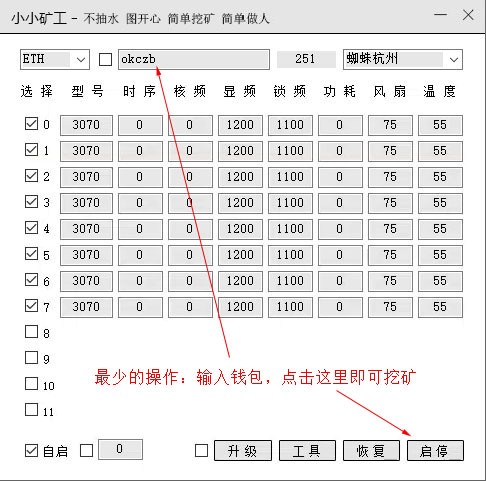 小小矿工 - 不抽水 图开心 简单挖矿 简单做人
ETH okczb 251 蜘蛛杭州
选择 型号 时序 核频 显频 锁频 功耗 风扇 温度
0 3070 0 0 1200 1100 0 75 55
1 3070 0 0 1200 1100 0 75 55
2 3070 0 0 1200 1100 0 75 55
3 3070 0 0 1200 1100 0 75 55
4 3070 0 0 1200 1100 0 75 55
5 3070 0 0 1200 1100 0 75 55
6 3070 0 0 1200 1100 0 75 55
7 3070 0 0 1200 1100 0 75 55
8
9
10
11
最少的操作：输入钱包，点击这里即可挖矿
自启 0 升级 工具 恢复 启停